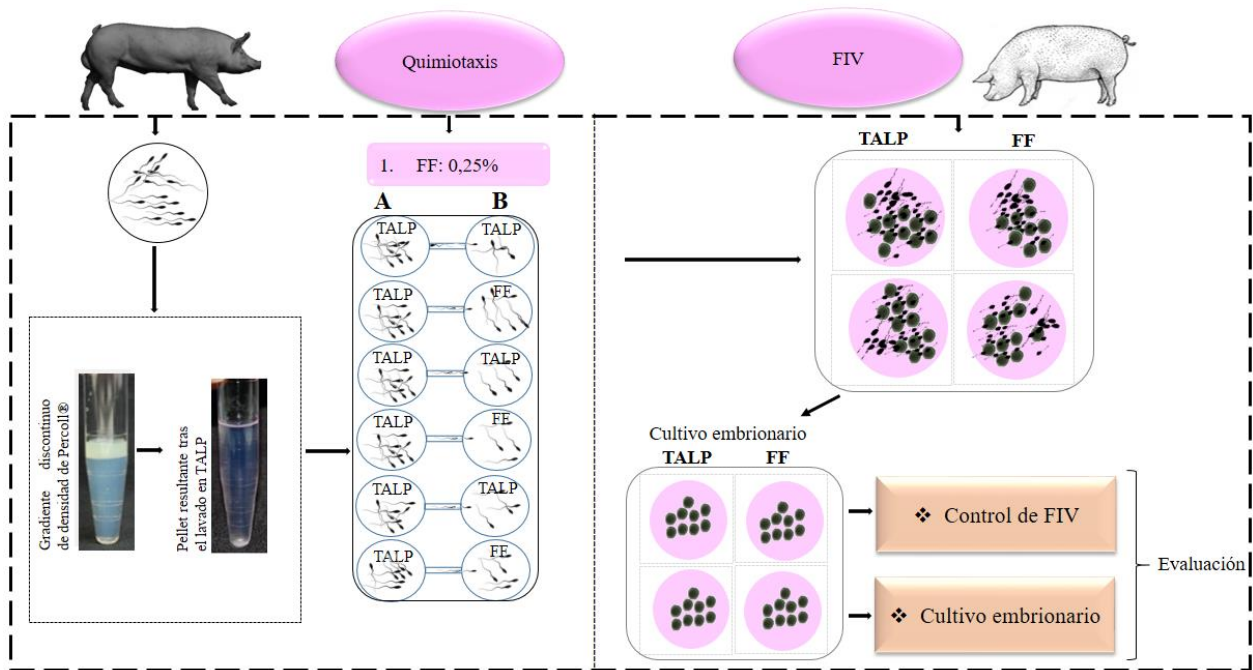 Quimiotaxis
FIV
1. FF: 0,25%
A B
TALP TALP
TALP FF
TALP TALP
TALP FF
TALP TALP
TALP FF
Gradiente discontinuo
de densidad de Percoll®
Pellet resultante tras
el lavado en TALP
TALP FF
Cultivo embrionario
TALP FF
❖ Control de FIV
❖ Cultivo embrionario
Evaluación